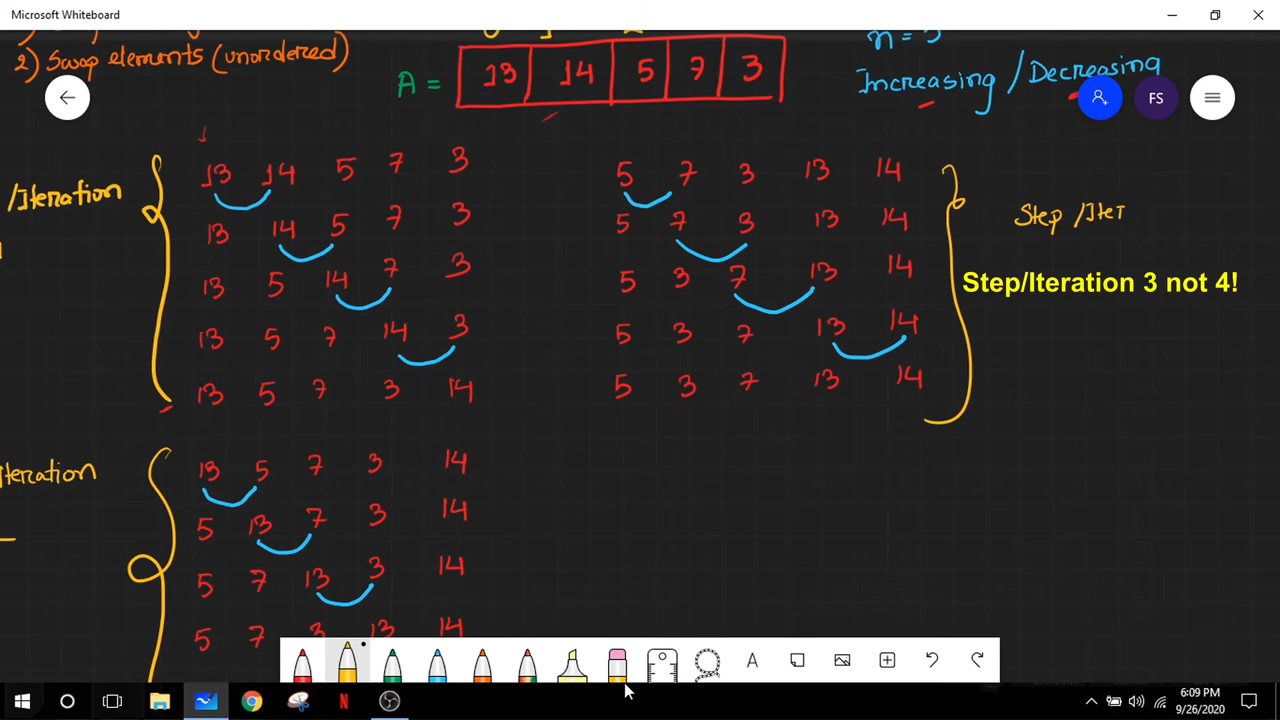 Microsoft Whiteboard
2) Swap elements (unordered)
A = 13 14 5 7 3
Increasing / Decreasing
FS
/Iteration
13 14 5 7 3
13 14 5 7 3
13 5 14 7 3
13 5 7 14 3
13 5 7 3 14
Iteration
13 5 7 3 14
5 13 7 3 14
5 7 13 3 14
5 7 3 13 14
5 7 3 13 14
5 7 3 13 14
5 3 7 13 14
5 3 7 13 14
5 3 7 13 14
Step /Iter
Step/Iteration 3 not 4!
A
N
6:09 PM
9/26/2020